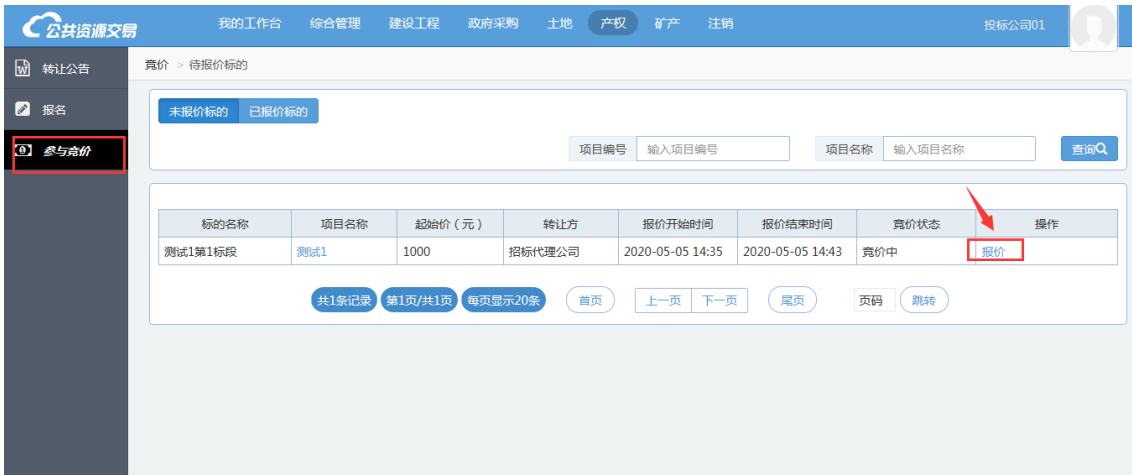 公共资源交易 我的工作台 综合管理 建设工程 政府采购 土地 产权 矿产 注销 投标公司01
转让公告
报名
参与竞价
竞价 > 待报价标的
未报价标的 已报价标的
项目编号 输入项目编号 项目名称 输入项目名称 查询
标的名称 项目名称 起始价（元） 转让方 报价开始时间 报价结束时间 竞价状态 操作
测试1第1标段 测试1 1000 招标代理公司 2020-05-05 14:35 2020-05-05 14:43 竞价中 报价
共1条记录 第1页/共1页 每页显示20条 首页 上一页 下一页 尾页 页码 跳转